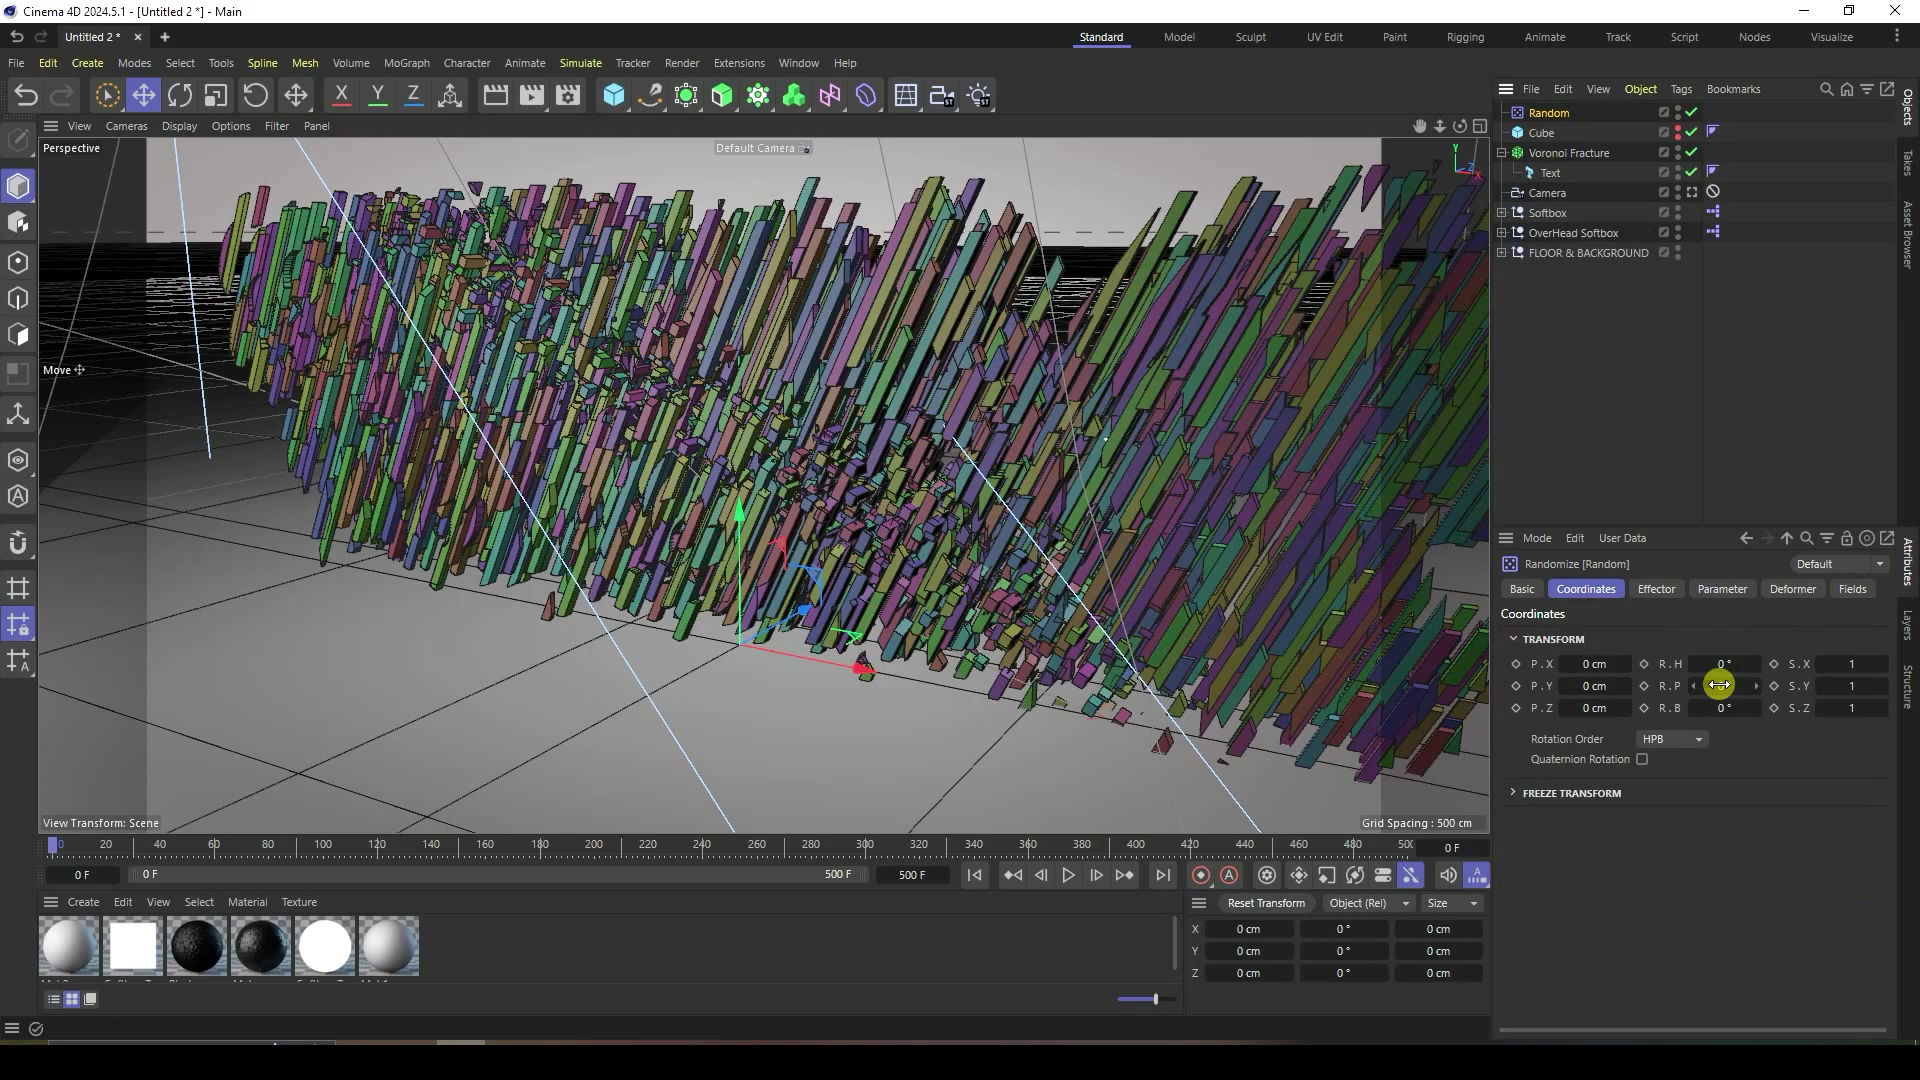 Cinema 4D 2024.5.1 - [Untitled 2 *] - Main
Untitled 2 *
Standard Model Sculpt UV Edit Paint Rigging Animate Track Script Nodes Visualize
File Edit Create Modes Select Tools Spline Mesh Volume MoGraph Character Animate Simulate Tracker Render Extensions Window Help
X Y Z
File Edit View Object Tags Bookmarks
View Cameras Display Options Filter Panel
Perspective
Default Camera
Y
Z
X
Move
View Transform: Scene
Grid Spacing : 500 cm
Random
Cube
Voronoi Fracture
Text
Camera
Softbox
OverHead Softbox
FLOOR & BACKGROUND
Objects
Takes
Asset Browser
Attributes
Layers
Structure
Mode Edit User Data
Randomize [Random]
Default
Basic Coordinates Effector Parameter Deformer Fields
Coordinates
TRANSFORM
P . X 0 cm R . H 0 ° S . X 1
P . Y 0 cm R . P S . Y 1
P . Z 0 cm R . B 0 ° S . Z 1
Rotation Order HPB
Quaternion Rotation
FREEZE TRANSFORM
0 20 40 60 80 100 120 140 160 180 200 220 240 260 280 300 320 340 360 380 400 420 440 460 480 500
0 F
0 F 0 F 500 F 500 F
Create Edit View Select Material Texture
Reset Transform Object (Rel) Size
X 0 cm 0 ° 0 cm
Y 0 cm 0 ° 0 cm
Z 0 cm 0 ° 0 cm